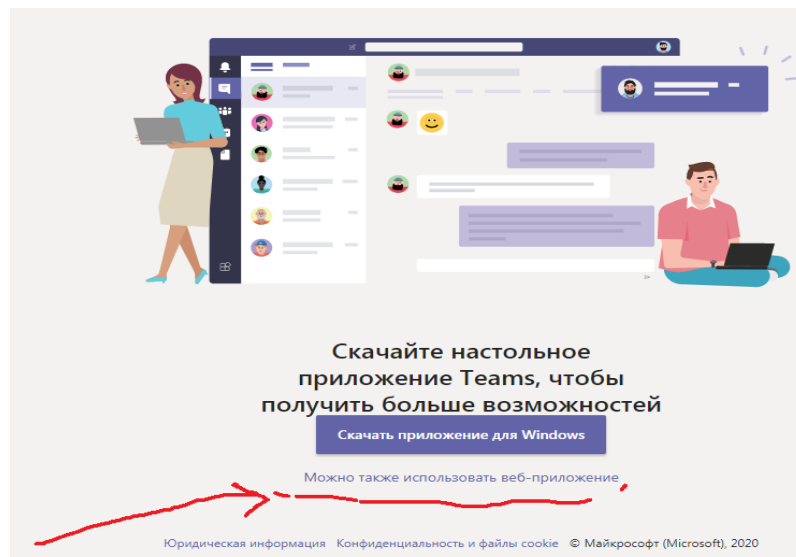 Скачайте настольное
приложение Teams, чтобы
получить больше возможностей
Скачать приложение для Windows
Можно также использовать веб-приложение
Юридическая информация Конфиденциальность и файлы cookie © Майкрософт (Microsoft), 2020